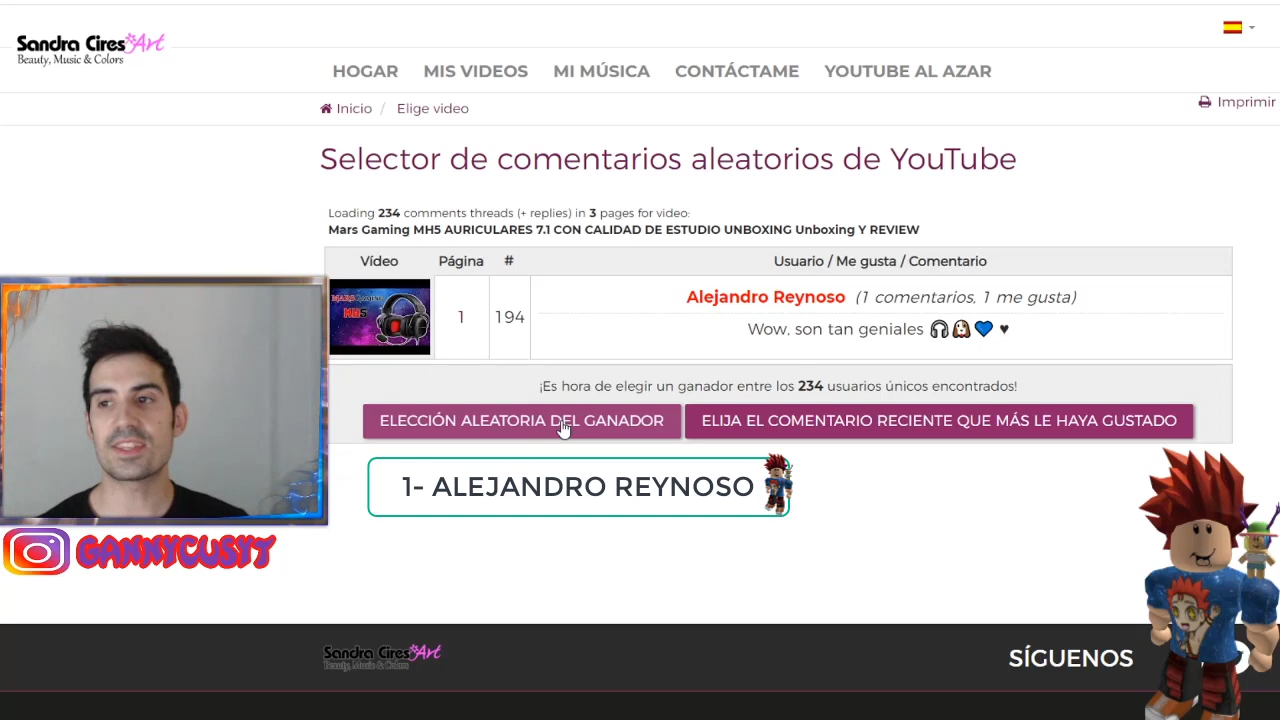 Sandra CiresArt
Beauty, Music & Colors
HOGAR MIS VIDEOS MI MÚSICA CONTÁCTAME YOUTUBE AL AZAR
Inicio / Elige video
Imprimir
Selector de comentarios aleatorios de YouTube
Loading 234 comments threads (+ replies) in 3 pages for video:
Mars Gaming MH5 AURICULARES 7.1 CON CALIDAD DE ESTUDIO UNBOXING Unboxing Y REVIEW
Vídeo Página # Usuario / Me gusta / Comentario
MARSGAMING
MH5
1 194
Alejandro Reynoso (1 comentarios, 1 me gusta)
Wow, son tan geniales 🎧🐶💙 ♥
¡Es hora de elegir un ganador entre los 234 usuarios únicos encontrados!
ELECCIÓN ALEATORIA DEL GANADOR
ELIJA EL COMENTARIO RECIENTE QUE MÁS LE HAYA GUSTADO
1- ALEJANDRO REYNOSO
GANNYCUSYT
Sandra CiresArt
Beauty, Music & Colors
SÍGUENOS